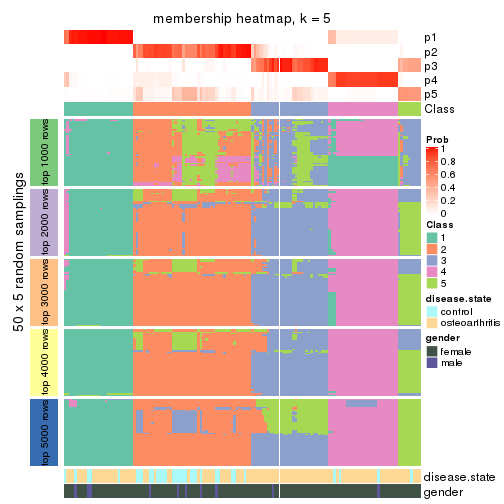 membership heatmap, k = 5
p1
p2
p3
p4
p5
Class
50 x 5 random samplings
top 1000 rows
top 2000 rows
top 3000 rows
top 4000 rows
top 5000 rows
disease.state
gender
Prob
1
0.8
0.6
0.4
0.2
0
Class
1
2
3
4
5
disease.state
control
osteoarthritis
gender
female
male